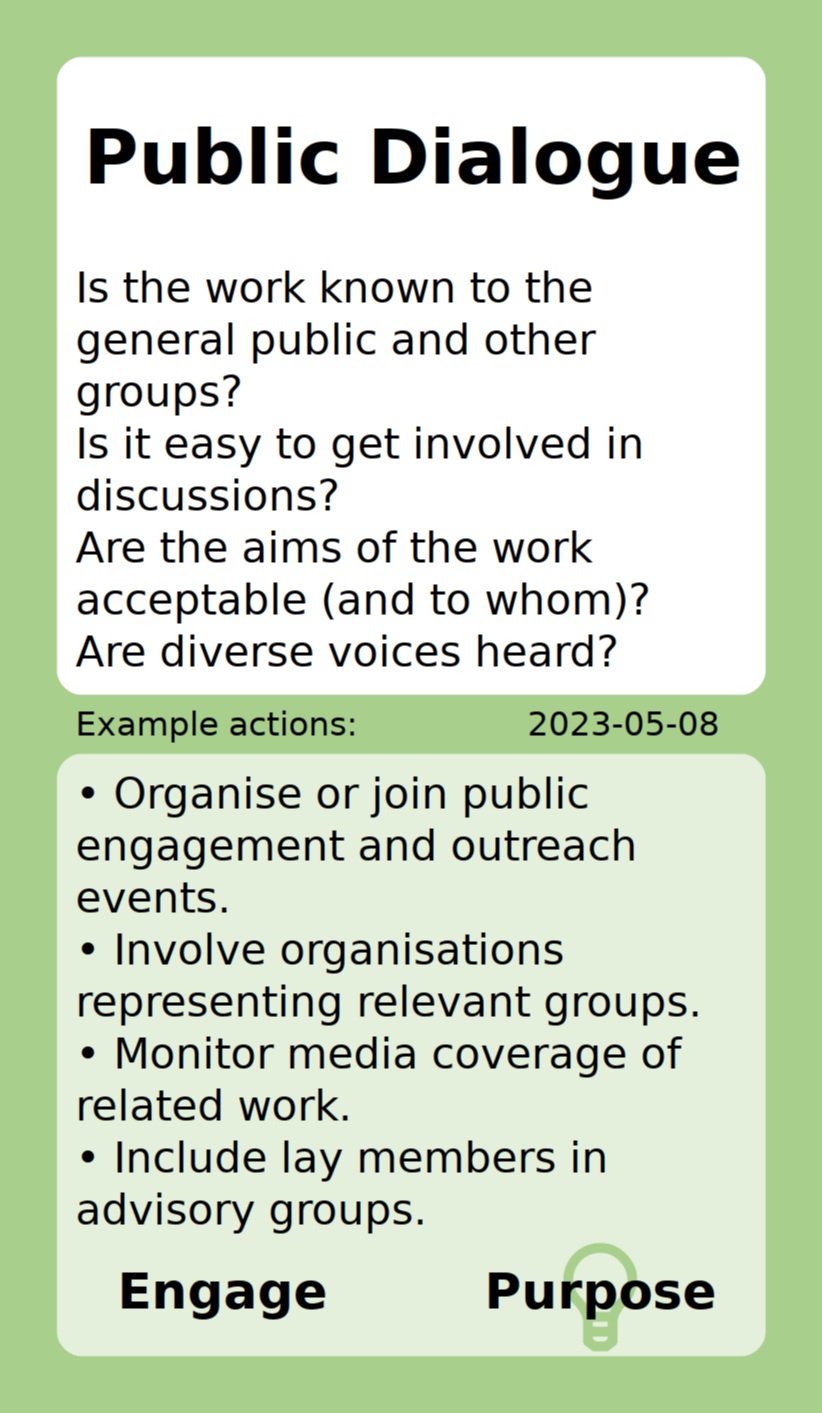 Public Dialogue
Is the work known to the
general public and other
groups?
Is it easy to get involved in
discussions?
Are the aims of the work
acceptable (and to whom)?
Are diverse voices heard?
Example actions: 2023-05-08
• Organise or join public
engagement and outreach
events.
• Involve organisations
representing relevant groups.
• Monitor media coverage of
related work.
• Include lay members in
advisory groups.
Engage Purpose